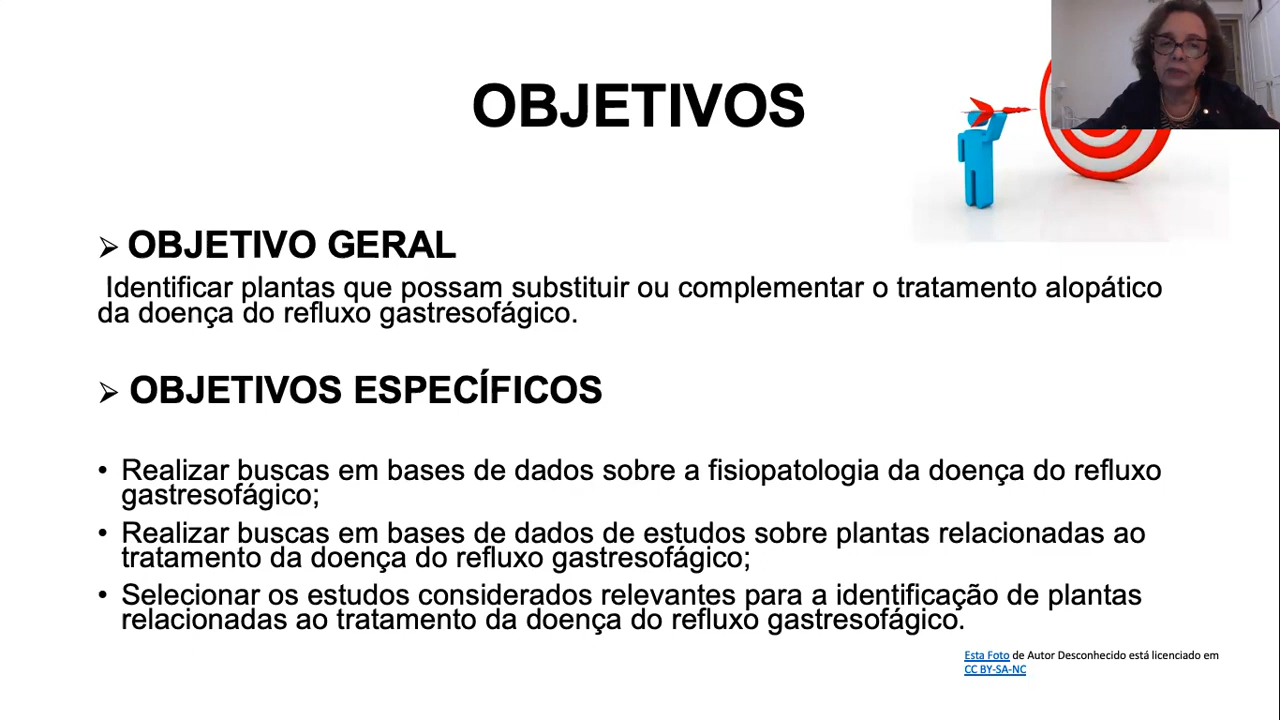 OBJETIVOS
➢ OBJETIVO GERAL
Identificar plantas que possam substituir ou complementar o tratamento alopático
da doença do refluxo gastresofágico.
➢ OBJETIVOS ESPECÍFICOS
• Realizar buscas em bases de dados sobre a fisiopatologia da doença do refluxo
gastresofágico;
• Realizar buscas em bases de dados de estudos sobre plantas relacionadas ao
tratamento da doença do refluxo gastresofágico;
• Selecionar os estudos considerados relevantes para a identificação de plantas
relacionadas ao tratamento da doença do refluxo gastresofágico.
Esta Foto de Autor Desconhecido está licenciado em
CC BY-SA-NC